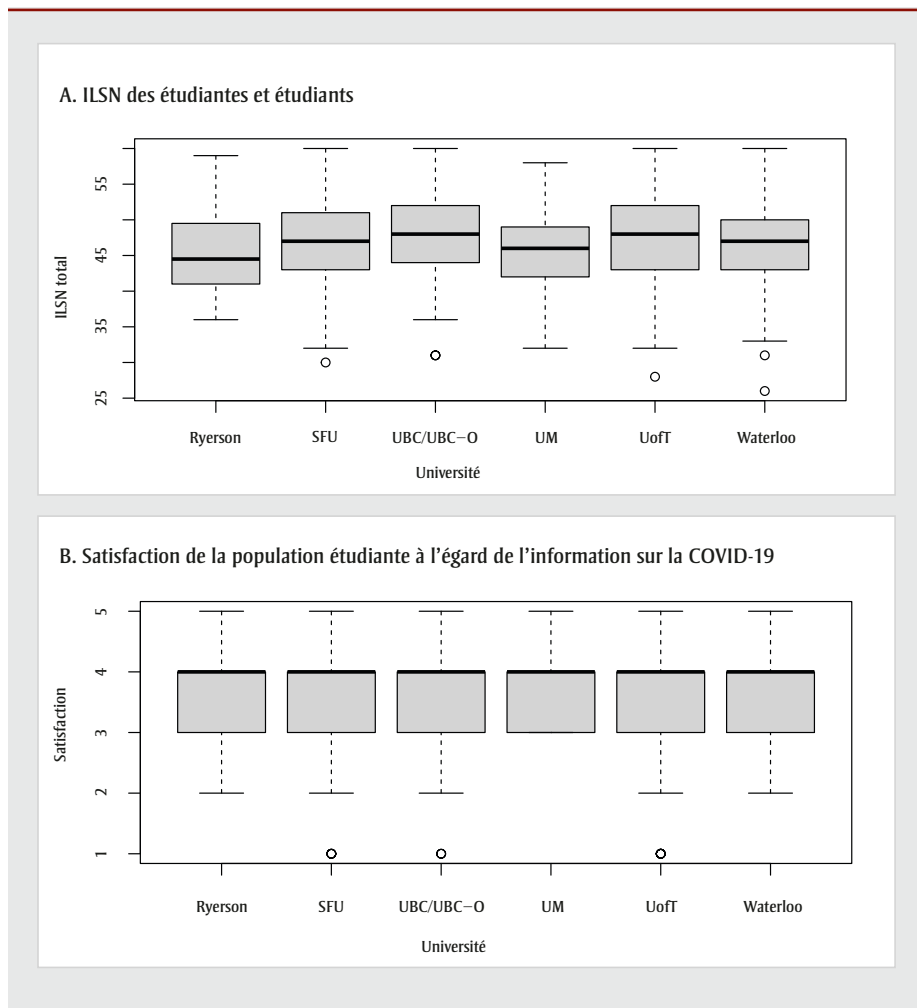 A. ILSN des étudiantes et étudiants
55
45
35
25
ILSN total
Ryerson SFU UBC/UBC−O UM UofT Waterloo
Université
B. Satisfaction de la population étudiante à l'égard de l'information sur la COVID-19
5
4
3
2
1
Satisfaction
Ryerson SFU UBC/UBC−O UM UofT Waterloo
Université